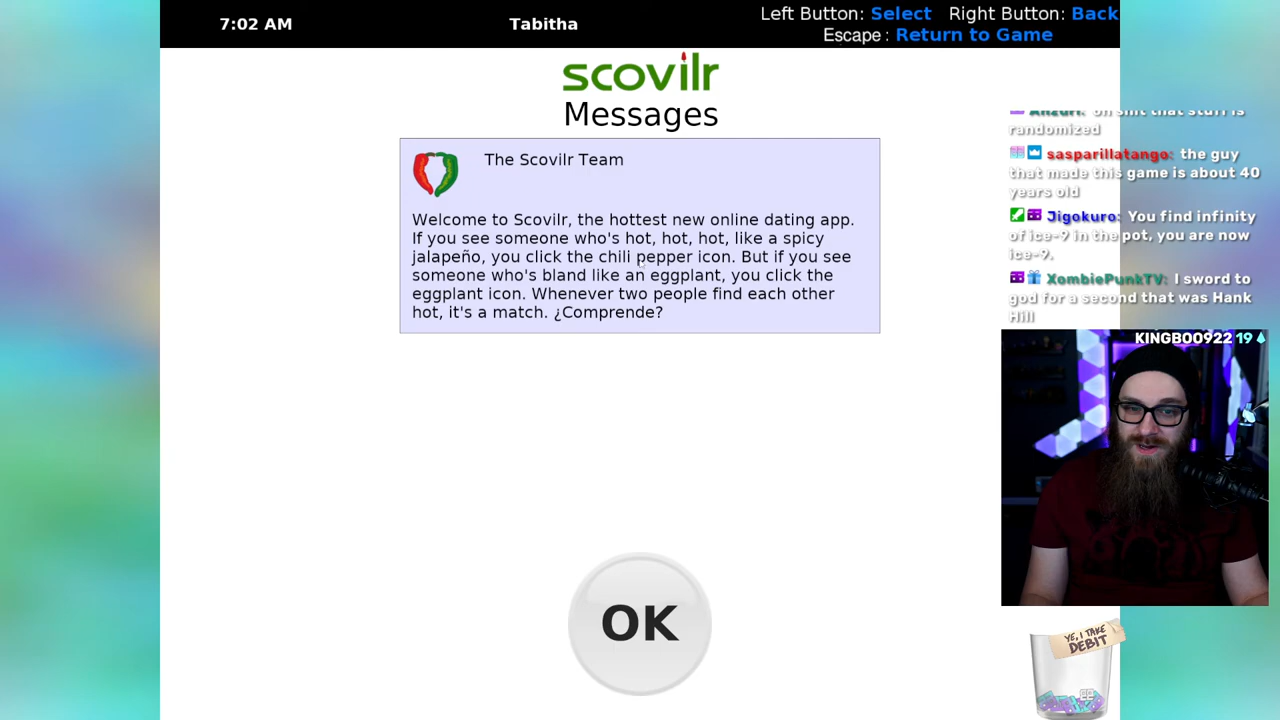 7:02 AM
Tabitha
Left Button: Select Right Button: Back
Escape : Return to Game
scovilr
Messages
The Scovilr Team
Welcome to Scovilr, the hottest new online dating app.
If you see someone who's hot, hot, hot, like a spicy
jalapeño, you click the chili pepper icon. But if you see
someone who's bland like an eggplant, you click the
eggplant icon. Whenever two people find each other
hot, it's a match. ¿Comprende?
OK
that stuff is
randomized
sasparillatango: the guy
that made this game is about 40
years old
Jigokuro: You find infinity
of ice-9 in the pot, you are now
ice-9.
XombiePunkTV: I sword to
god for a second that was Hank
Hill
KINGBOO922 19
YE, I TAKE
DEBIT